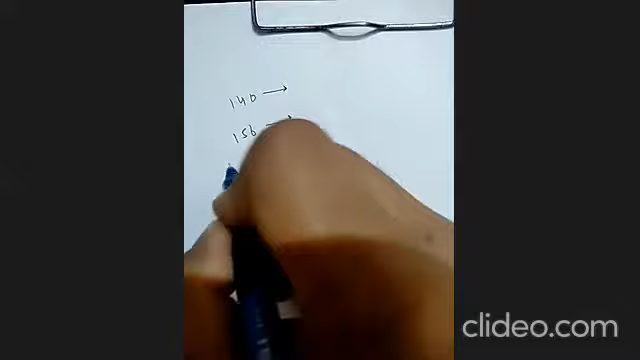 140 →
156 →
clideo.com